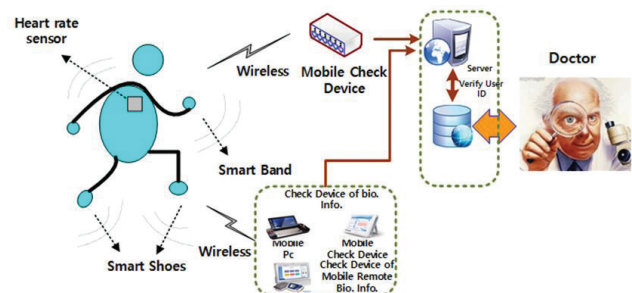 Heart rate
sensor
Wireless
Mobile Check
Device
Server
Verify User
ID
Doctor
Smart Band
Smart Shoes
Wireless
Check Device of bio.
Info.
Mobile
Pc
Mobile
Check Device
Check Device of
Mobile Remote
Bio. Info.